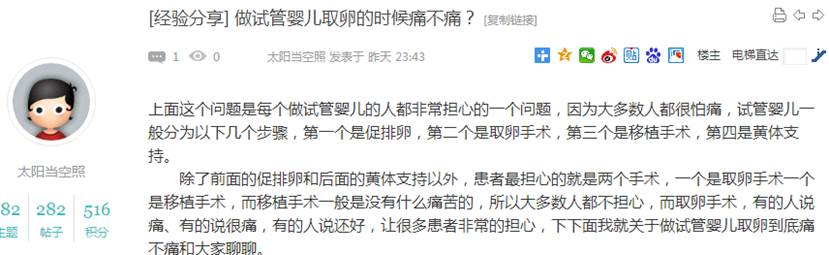 [经验分享] 做试管婴儿取卵的时候痛不痛？ [复制链接]
1 0 太阳当空照 发表于 昨天 23:43 贴 楼主 电梯直达
上面这个问题是每个做试管婴儿的人都非常担心的一个问题，因为大多数人都很怕痛，试管婴儿一
般分为以下几个步骤，第一个是促排卵，第二个是取卵手术，第三个是移植手术，第四是黄体支
持。
太阳当空照
除了前面的促排卵和后面的黄体支持以外，患者最担心的就是两个手术，一个是取卵手术一个
是移植手术，而移植手术一般是没有什么痛苦的，所以大多数人都不担心，而取卵手术，有的人说
82 282 516
主题 帖子 积分
痛、有的说很痛，有的人说还好，让很多患者非常的担心，下下面我就关于做试管婴儿取卵到底痛
不痛和大家聊聊。